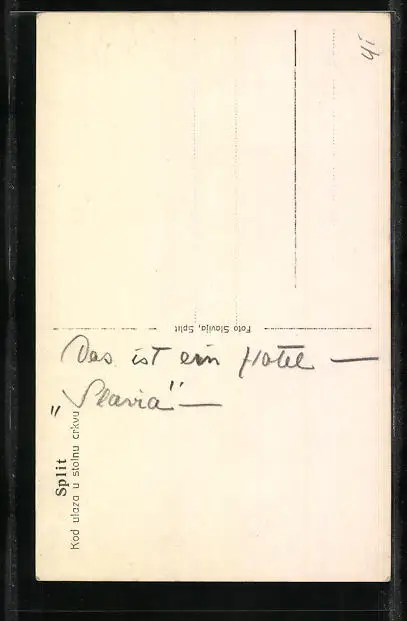 41
Foto Slavija, Split
Das ist ein Hotel —
"Slavia" —
Split
Kod ulaza u stolnu crkvu